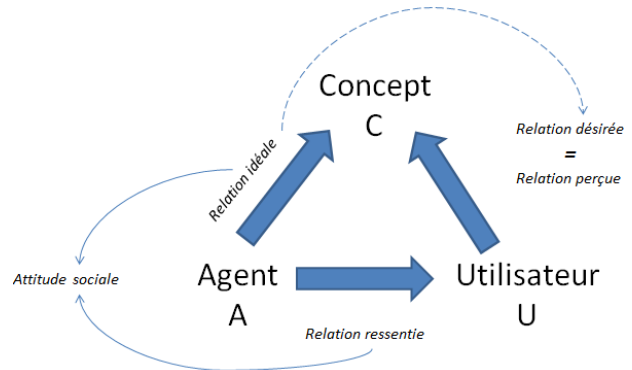 Concept
C
Relation désirée
=
Relation perçue
Relation idéale
Attitude sociale
Agent
A
Utilisateur
U
Relation ressentie